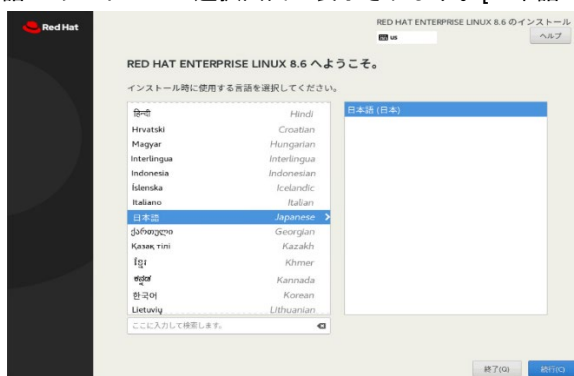 Red Hat
RED HAT ENTERPRISE LINUX 8.6 のインストール
us
ヘルプ
RED HAT ENTERPRISE LINUX 8.6 へようこそ。
インストール時に使用する言語を選択してください。
हिन्दी Hindi
Hrvatski Croatian
Magyar Hungarian
Interlingua Interlingua
Indonesia Indonesian
Íslenska Icelandic
Italiano Italian
日本語 Japanese
ქართული Georgian
Қазақ тілі Kazakh
ខ្មែរ Khmer
ಕನ್ನಡ Kannada
한국어 Korean
Lietuvių Lithuanian
日本語 (日本)
ここに入力して検索します。
終了(Q)
続行(C)